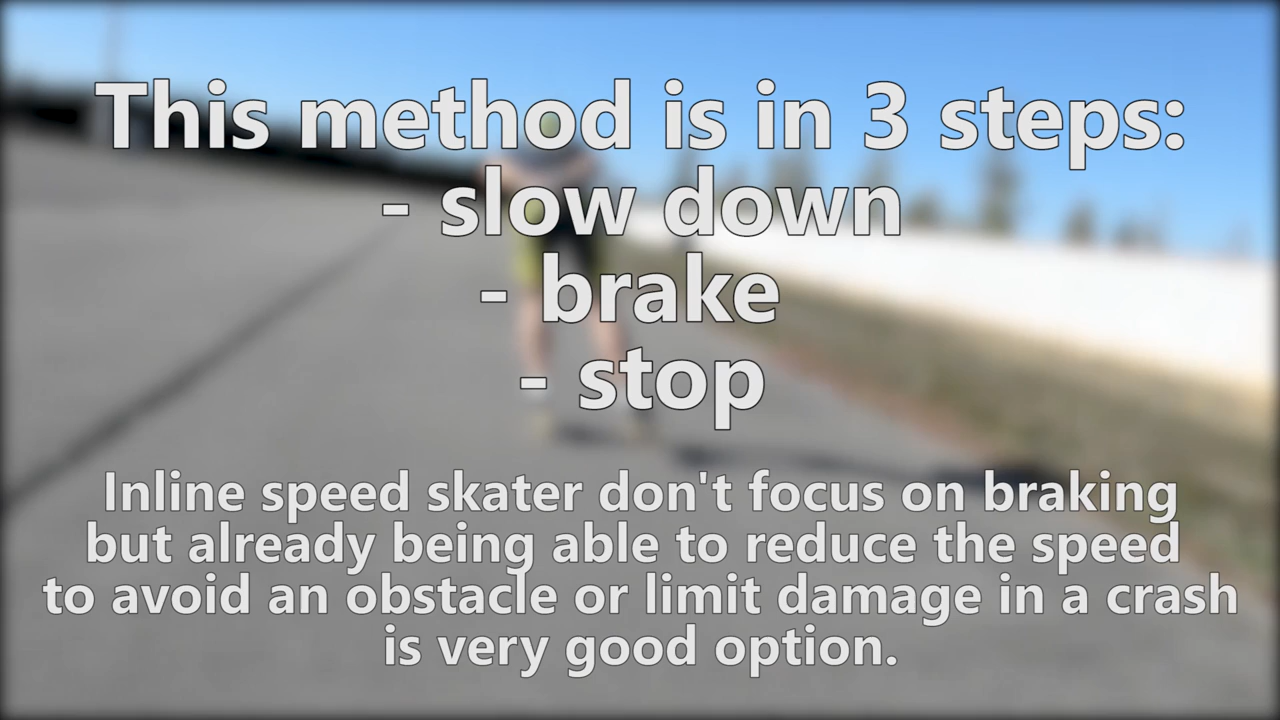 This method is in 3 steps:
- slow down
- brake
- stop
Inline speed skater don't focus on braking
but already being able to reduce the speed
to avoid an obstacle or limit damage in a crash
is very good option.